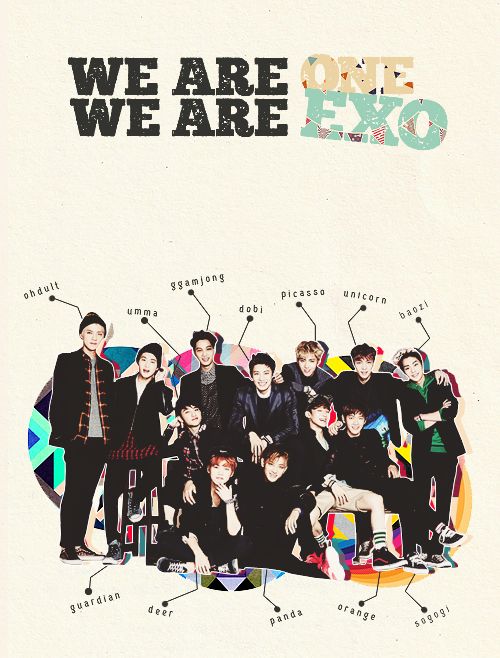 WE ARE ONE
WE ARE EXO
ohdult
umma
ggamjong
dobi
picasso
unicorn
baozi
guardian
deer
panda
orange
sogogi